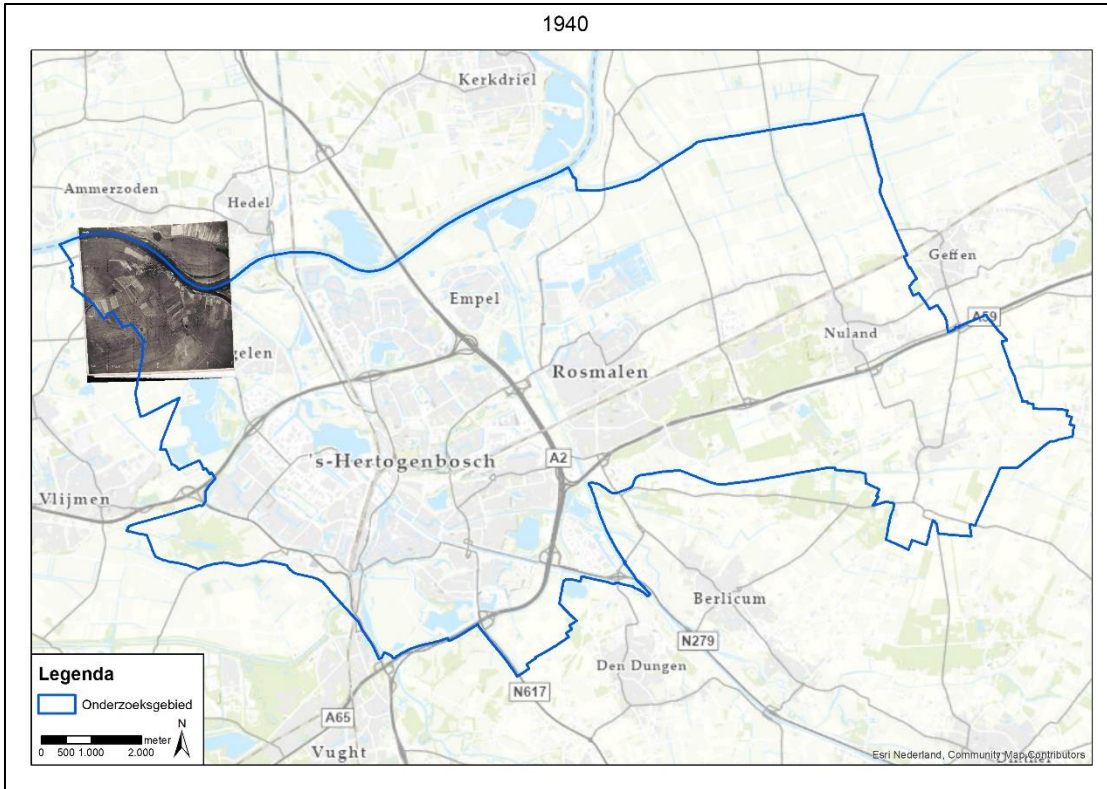 1940
Kerkdriel
Ammerzoden
Hedel
Geffen
Empel
A59
Nuland
gelen
Rosmalen
's-Hertogenbosch
A2
Vlijmen
Berlicum
N279
Den Dungen
N617
A65
Vught
Legenda
Onderzoeksgebied
N
meter
0 500 1.000 2.000
Esri Nederland, Community Map Contributors